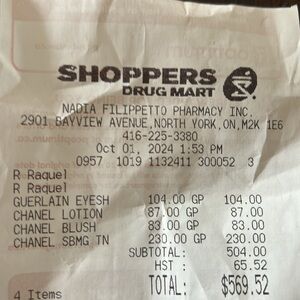 SHOPPERS
DRUG MART
NADIA FILIPPETTO PHARMACY INC.
2901 BAYVIEW AVENUE,NORTH YORK,ON,M2K 1E6
416-225-3380
Oct 01, 2024 1:53 PM
0957 1019 1132411 300052 3
R Raquel
R Raquel
GUERLAIN EYESH 104.00 GP 104.00
CHANEL LOTION 87.00 GP 87.00
CHANEL BLUSH 83.00 GP 83.00
CHANEL SBMG TN 230.00 GP 230.00
SUBTOTAL: 504.00
HST : 65.52
4 Items TOTAL: $569.52